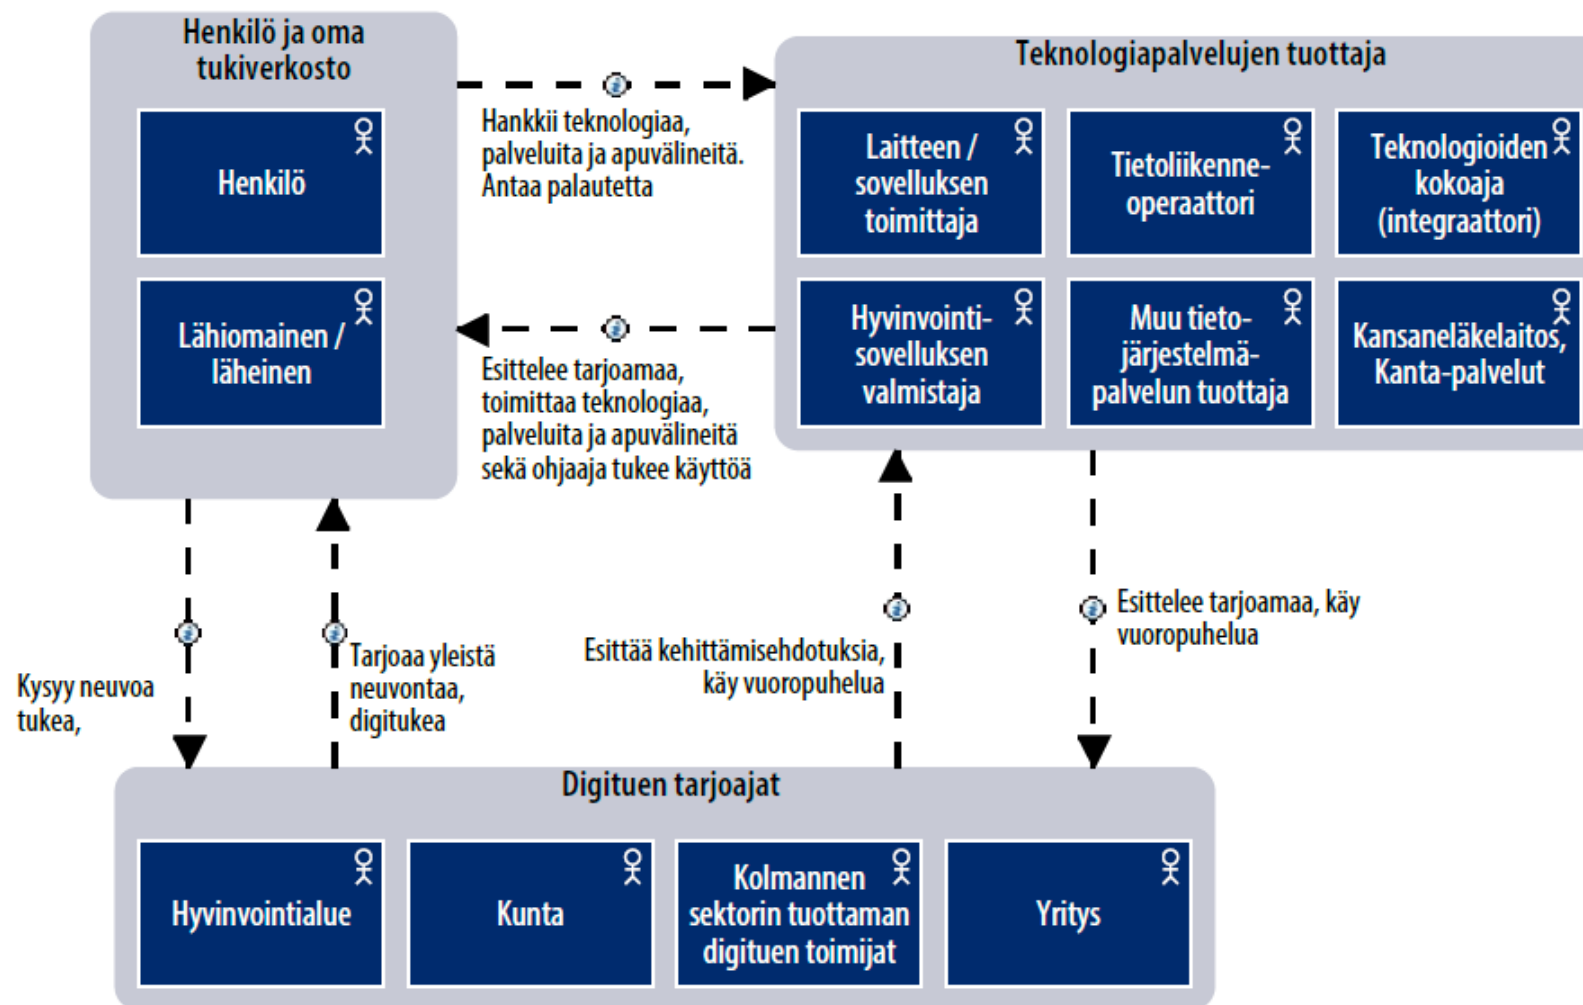 Henkilö ja oma
tukiverkosto
Henkilö
Lähiomainen /
läheinen
Hankkii teknologiaa,
palveluita ja apuvälineitä.
Antaa palautetta
Esittelee tarjoamaa,
toimittaa teknologiaa,
palveluita ja apuvälineitä
sekä ohjaaja tukee käyttöä
Teknologiapalvelujen tuottaja
Laitteen /
sovelluksen
toimittaja
Tietoliikenne-
operaattori
Teknologioiden
kokoaja
(integraattori)
Hyvinvointi-
sovelluksen
valmistaja
Muu tieto-
järjestelmä-
palvelun tuottaja
Kansaneläkelaitos,
Kanta-palvelut
Kysyy neuvoa
tukea,
Tarjoaa yleistä
neuvontaa,
digitukea
Esittää kehittämisehdotuksia,
käy vuoropuhelua
Esittelee tarjoamaa, käy
vuoropuhelua
Digituen tarjoajat
Hyvinvointialue
Kunta
Kolmannen
sektorin tuottaman
digituen toimijat
Yritys